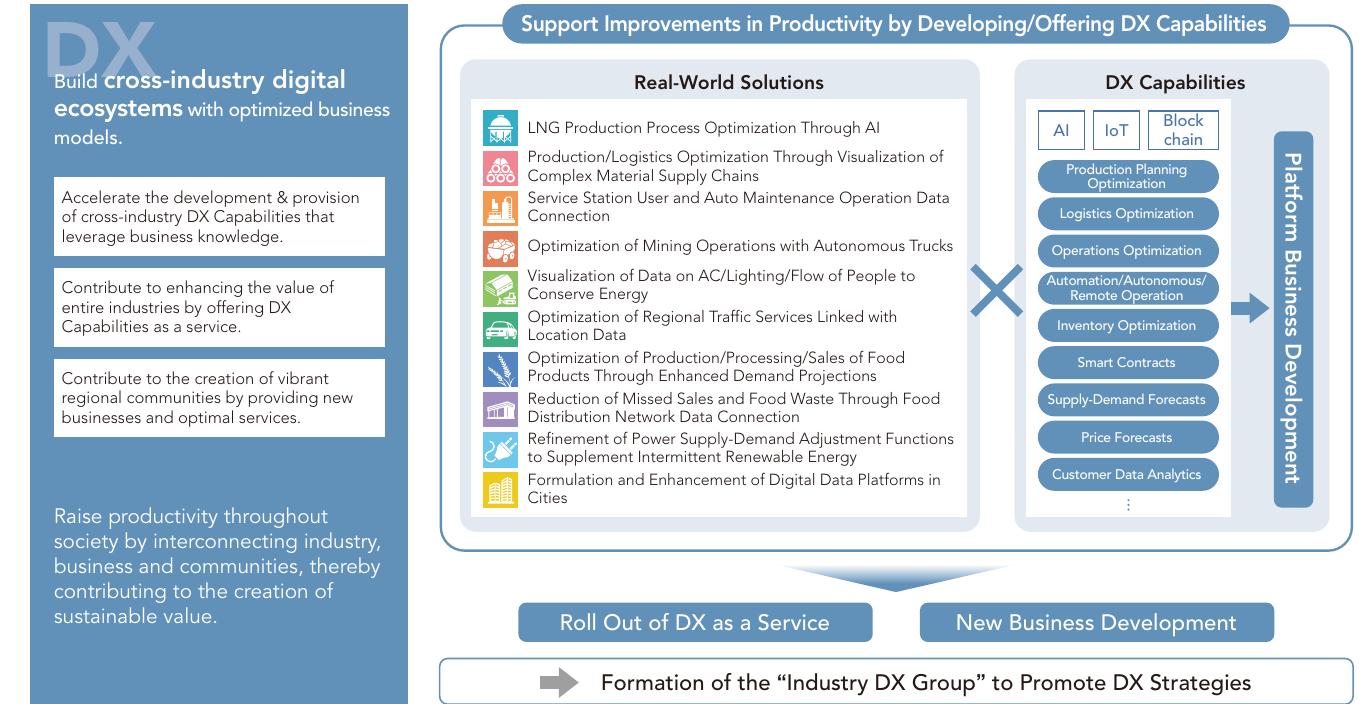 DX
Build cross-industry digital
ecosystems with optimized business
models.
Accelerate the development & provision
of cross-industry DX Capabilities that
leverage business knowledge.
Contribute to enhancing the value of
entire industries by offering DX
Capabilities as a service.
Contribute to the creation of vibrant
regional communities by providing new
businesses and optimal services.
Raise productivity throughout
society by interconnecting industry,
business and communities, thereby
contributing to the creation of
sustainable value.
Support Improvements in Productivity by Developing/Offering DX Capabilities
Real-World Solutions
LNG Production Process Optimization Through AI
Production/Logistics Optimization Through Visualization of
Complex Material Supply Chains
Service Station User and Auto Maintenance Operation Data
Connection
Optimization of Mining Operations with Autonomous Trucks
Visualization of Data on AC/Lighting/Flow of People to
Conserve Energy
Optimization of Regional Traffic Services Linked with
Location Data
Optimization of Production/Processing/Sales of Food
Products Through Enhanced Demand Projections
Reduction of Missed Sales and Food Waste Through Food
Distribution Network Data Connection
Refinement of Power Supply-Demand Adjustment Functions
to Supplement Intermittent Renewable Energy
Formulation and Enhancement of Digital Data Platforms in
Cities
DX Capabilities
AI
IoT
Block
chain
Production Planning
Optimization
Logistics Optimization
Operations Optimization
Automation/Autonomous/
Remote Operation
Inventory Optimization
Smart Contracts
Supply-Demand Forecasts
Price Forecasts
Customer Data Analytics
⋮
Platform Business Development
Roll Out of DX as a Service
New Business Development
Formation of the “Industry DX Group” to Promote DX Strategies